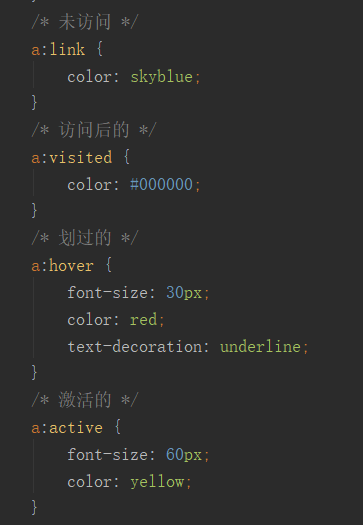 /* 未访问 */
a:link {
    color: skyblue;
}
/* 访问后的 */
a:visited {
    color: #000000;
}
/* 划过的 */
a:hover {
    font-size: 30px;
    color: red;
    text-decoration: underline;
}
/* 激活的 */
a:active {
    font-size: 60px;
    color: yellow;
}